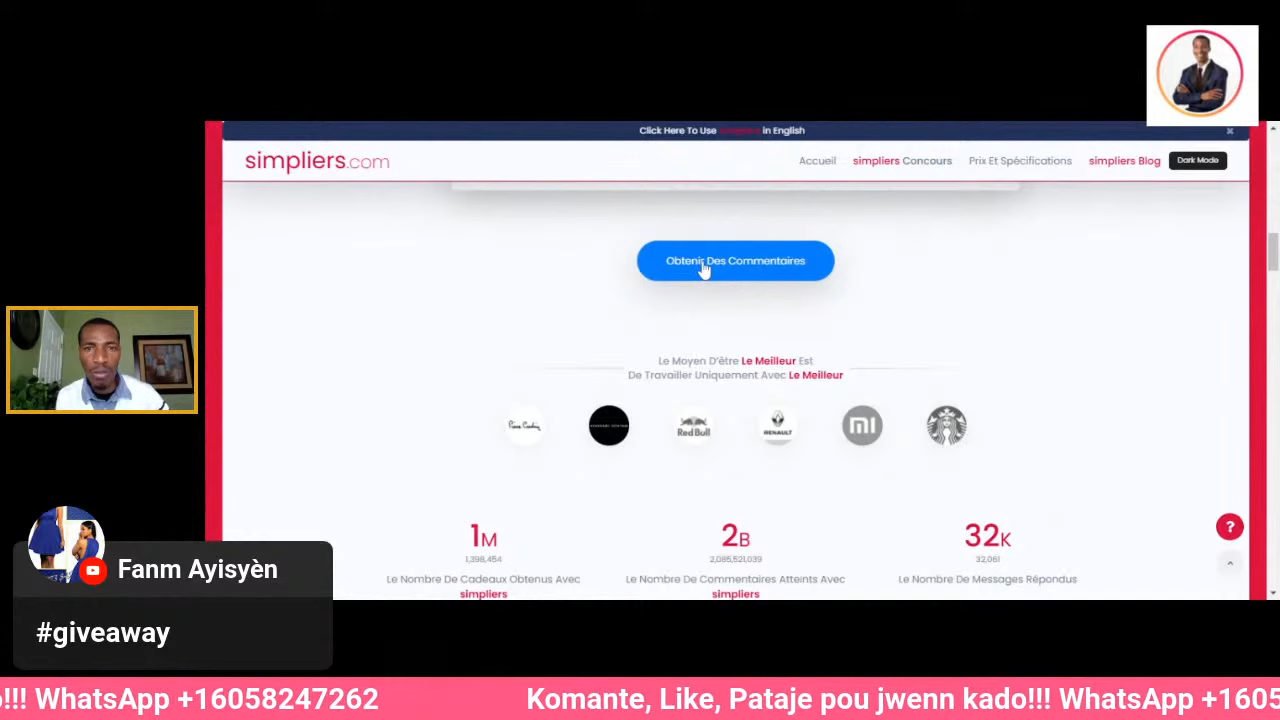 Click Here To Use simpliers in English
simpliers.com
Accueil
simpliers Concours
Prix Et Spécifications
simpliers Blog
Dark Mode
Obtenir Des Commentaires
Le Moyen D'être Le Meilleur Est
De Travailler Uniquement Avec Le Meilleur
Pierre Cardin
Red Bull
RENAULT
mi
1M
1,398,454
Le Nombre De Cadeaux Obtenus Avec
simpliers
2B
2,085,521,039
Le Nombre De Commentaires Atteints Avec
simpliers
32K
32,061
Le Nombre De Messages Répondus
?
Fanm Ayisyèn
#giveaway
o!!! WhatsApp +16058247262
Komante, Like, Pataje pou jwenn kado!!! WhatsApp +1605